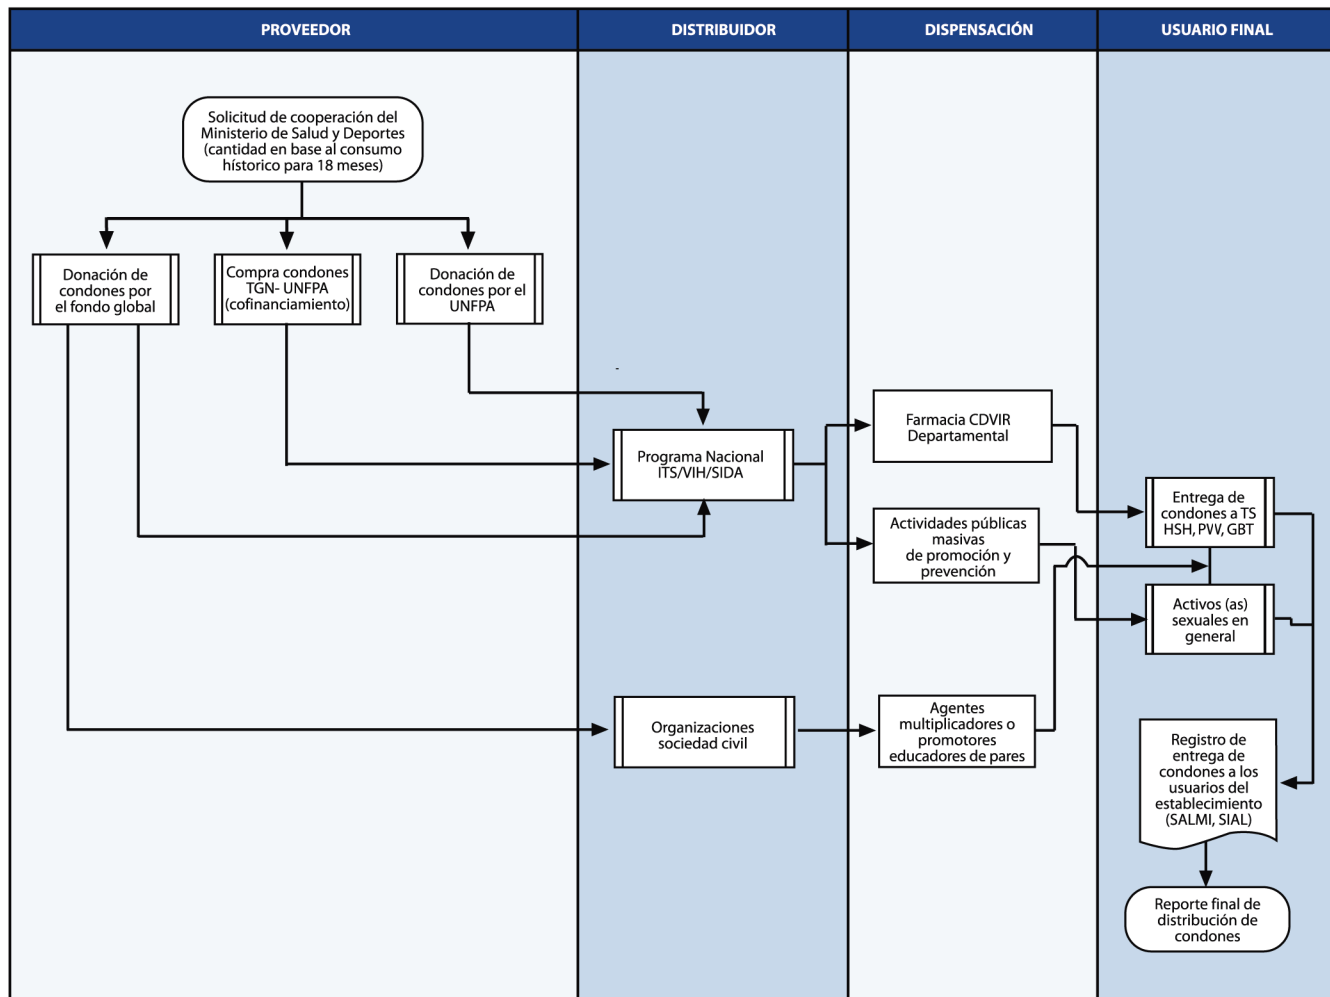 PROVEEDOR
DISTRIBUIDOR
DISPENSACIÓN
USUARIO FINAL
Solicitud de cooperación del
Ministerio de Salud y Deportes
(cantidad en base al consumo
hístorico para 18 meses)
Donación de
condones por
el fondo global
Compra condones
TGN- UNFPA
(cofinanciamiento)
Donación de
condones por el
UNFPA
Programa Nacional
ITS/VIH/SIDA
Farmacia CDVIR
Departamental
Actividades públicas
masivas
de promoción y
prevención
Entrega de
condones a TS
HSH, PVV, GBT
Activos (as)
sexuales en
general
Organizaciones
sociedad civil
Agentes
multiplicadores o
promotores
educadores de pares
Registro de
entrega de
condones a los
usuarios del
establecimiento
(SALMI, SIAL)
Reporte final de
distribución de
condones